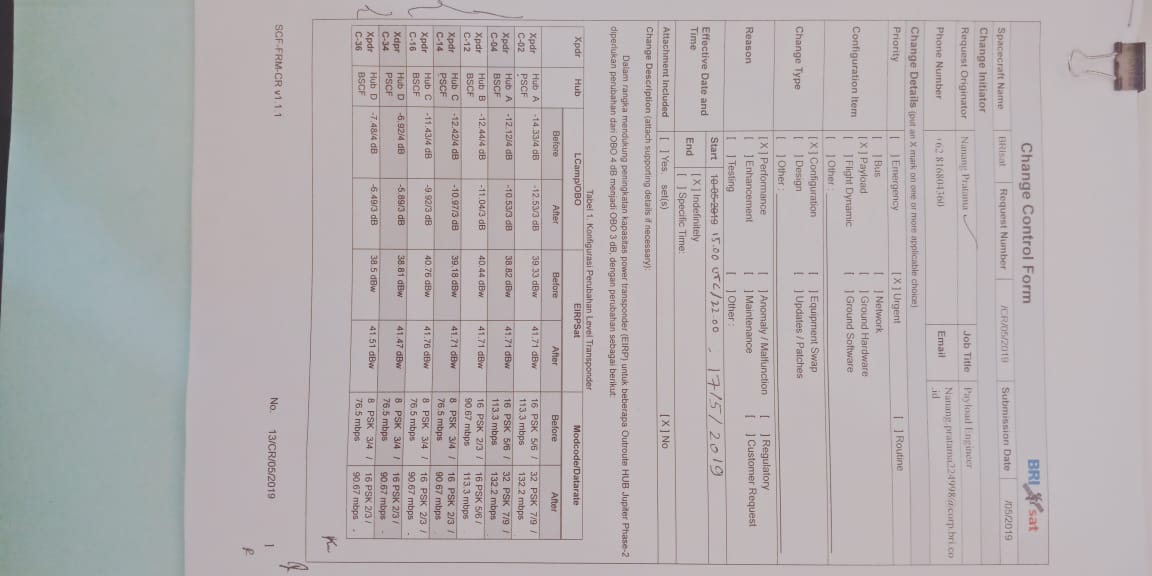 Change Control Form
BRIsat
Spacecraft Name BRIsat Request Number /CR/05/2019 Submission Date /05/2019
Change Initiator
Request Originator Nanang Pratama Job Title Payload Engineer
Phone Number +62 816804360 Email Nanang.pratama224998@corp.bri.co
.id
Change Details (put an X mark on one or more applicable choice)
Priority [ ] Emergency [ X ] Urgent [ ] Routine
Configuration Item
[ ] Bus [ ] Network
[ X ] Payload [ ] Ground Hardware
[ ] Flight Dynamic [ ] Ground Software
[ ] Other :
Change Type
[ X ] Configuration [ ] Equipment Swap
[ ] Design [ ] Updates / Patches
[ ] Other :
Reason
[ X ] Performance [ ] Anomaly / Malfunction [ ] Regulatory
[ ] Enhancement [ ] Maintenance [ ] Customer Request
[ ] Testing [ ] Other :
Effective Date and
Time
Start 10-05-2019 15.00 UTC/22.00 , 17/5/2019
End [ X ] Indefinitely
[ ] Specific Time:
Attachment Included [ ] Yes. set(s) [ X ] No
Change Description (attach supporting details if necessary):
Dalam rangka mendukung peningkatan kapasitas power transponder (EIRP) untuk beberapa Outroute HUB Jupiter Phase-2
diperlukan perubahan dari OBO 4 dB menjadi OBO 3 dB, dengan perubahan sebagai berikut:
Tabel 1. Konfigurasi Perubahan Level Transponder
Xpdr Hub LCamp/OBO EIRPSat Modcode/Datarate
Before After Before After Before After
Xpdr Hub A -14.33/4 dB -12.53/3 dB 39.33 dBw 41.71 dBw 16 PSK 5/6 / 32 PSK 7/9 /
C-02 PSCF 113.3 mbps 132.2 mbps
Xpdr Hub A -12.12/4 dB -10.53/3 dB 38.82 dBw 41.71 dBw 16 PSK 5/6 / 32 PSK 7/9 /
C-04 BSCF 113.3 mbps 132.2 mbps
Xpdr Hub B -12.44/4 dB -11.04/3 dB 40.44 dBw 41.71 dBw 16 PSK 2/3 / 16 PSK 5/6 /
C-12 BSCF 90.67 mbps 113.3 mbps
Xpdr Hub C -12.42/4 dB -10.97/3 dB 39.18 dBw 41.71 dBw 8 PSK 3/4 / 16 PSK 2/3 /
C-14 PSCF 76.5 mbps 90.67 mbps
Xpdr Hub C -11.43/4 dB -9.92/3 dB 40.76 dBw 41.76 dBw 8 PSK 3/4 / 16 PSK 2/3 /
C-16 BSCF 76.5 mbps 90.67 mbps
Xdpr Hub D -6.92/4 dB -5.89/3 dB 38.81 dBw 41.47 dBw 8 PSK 3/4 / 16 PSK 2/3 /
C-34 PSCF 76.5 mbps 90.67 mbps
Xpdr Hub D -7.48/4 dB -6.49/3 dB 38.5 dBw 41.51 dBw 8 PSK 3/4 / 16 PSK 2/3 /
C-36 BSCF 76.5 mbps 90.67 mbps
SCF-FRM-CR v1.1.1 No. 13/CR/05/2019 1